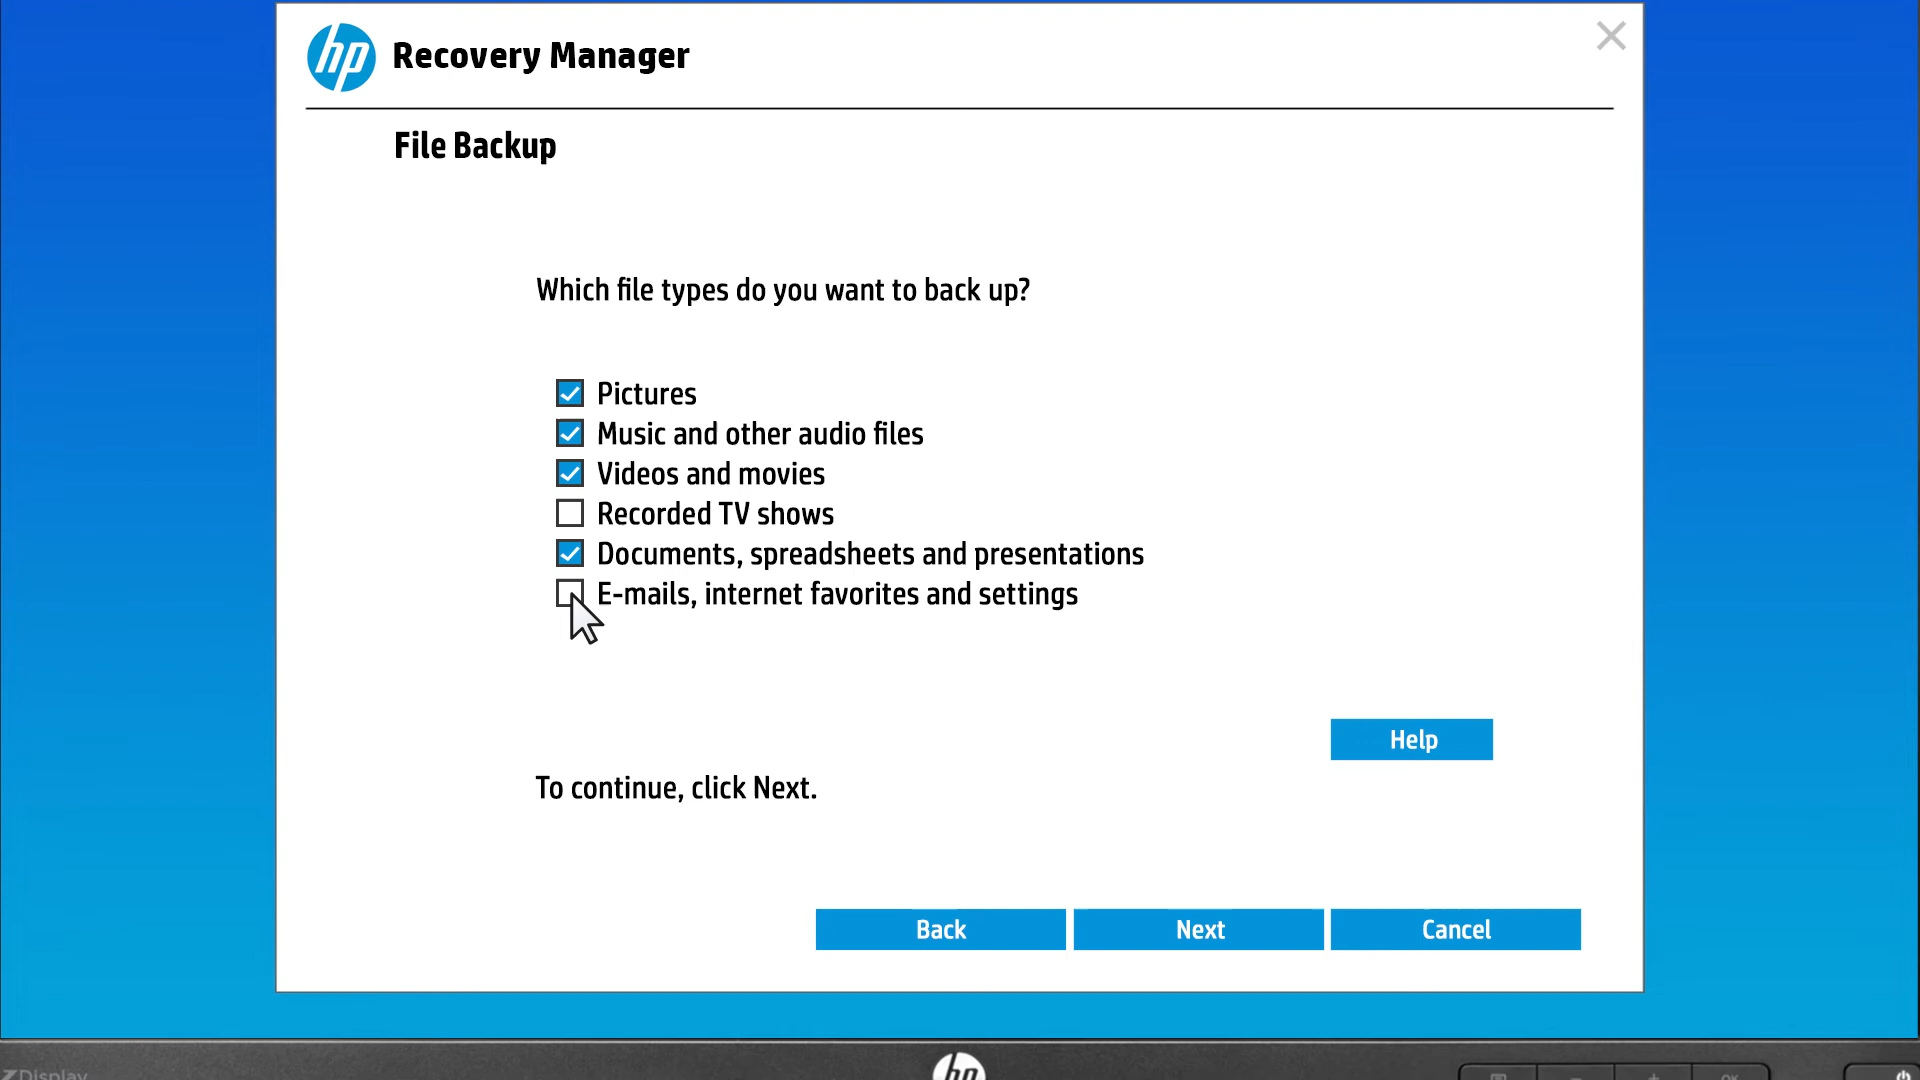 hp
Recovery Manager
File Backup
Which file types do you want to back up?
Pictures
Music and other audio files
Videos and movies
Recorded TV shows
Documents, spreadsheets and presentations
E-mails, internet favorites and settings
Help
To continue, click Next.
Back
Next
Cancel
ZDisplay
hp